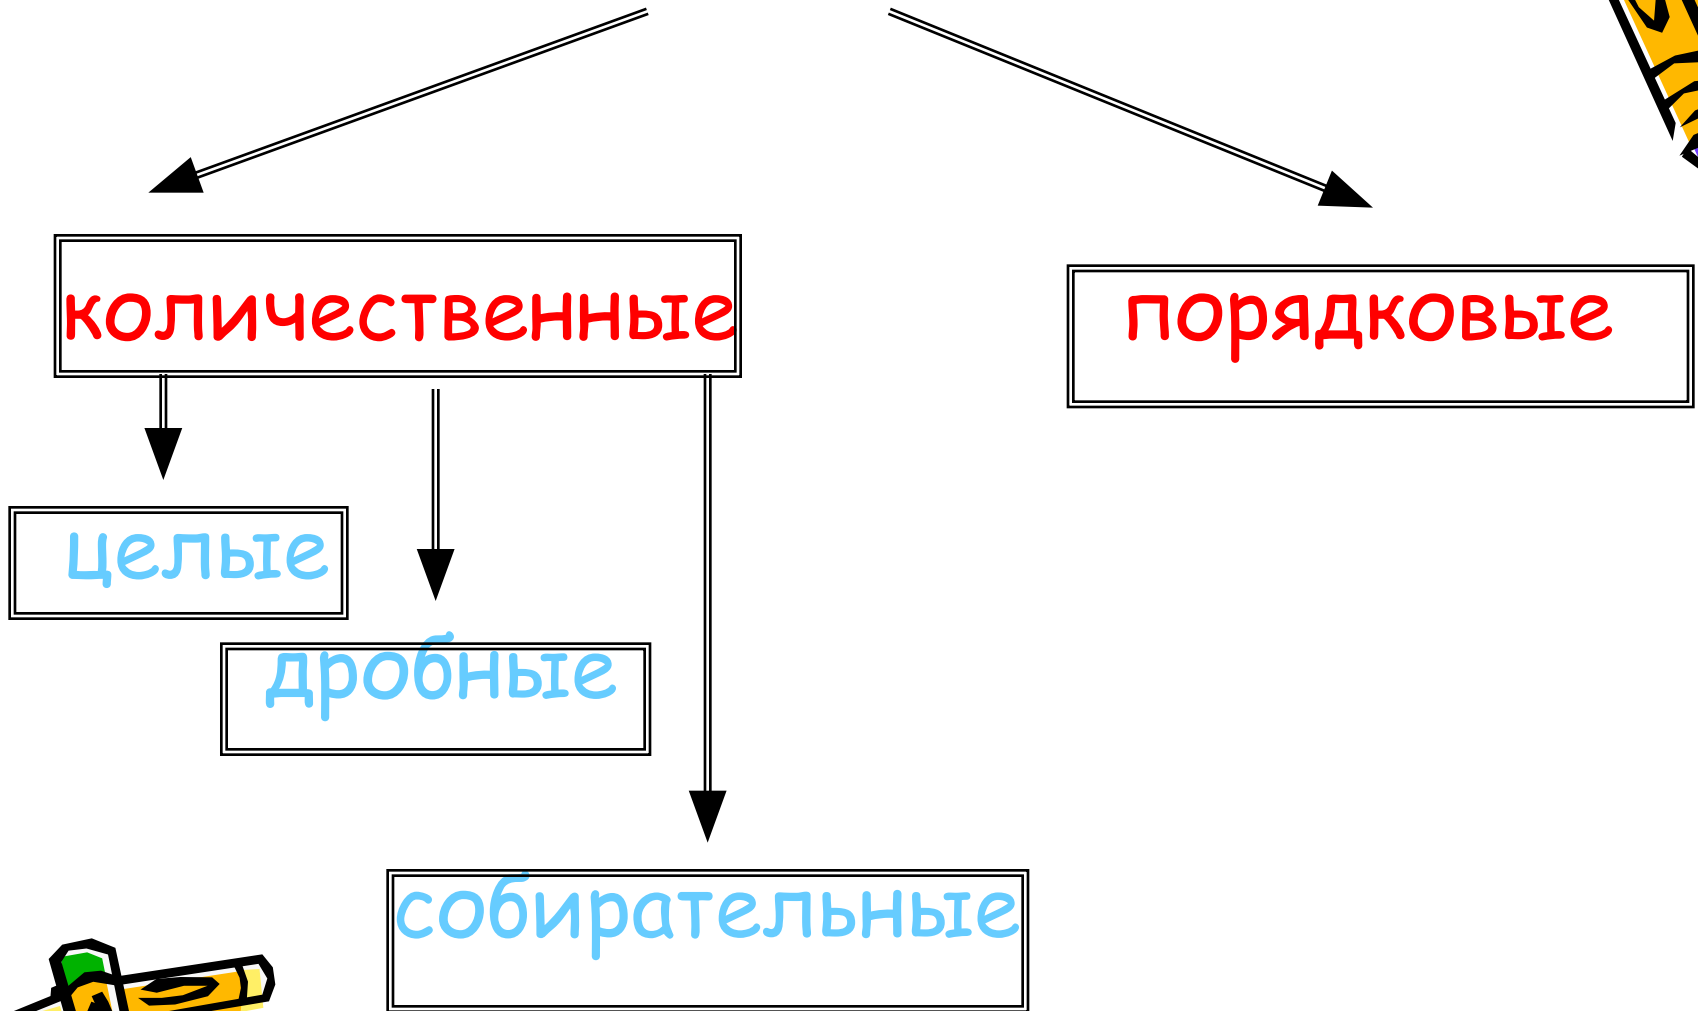 количественные
порядковые
целые
дробные
собирательные